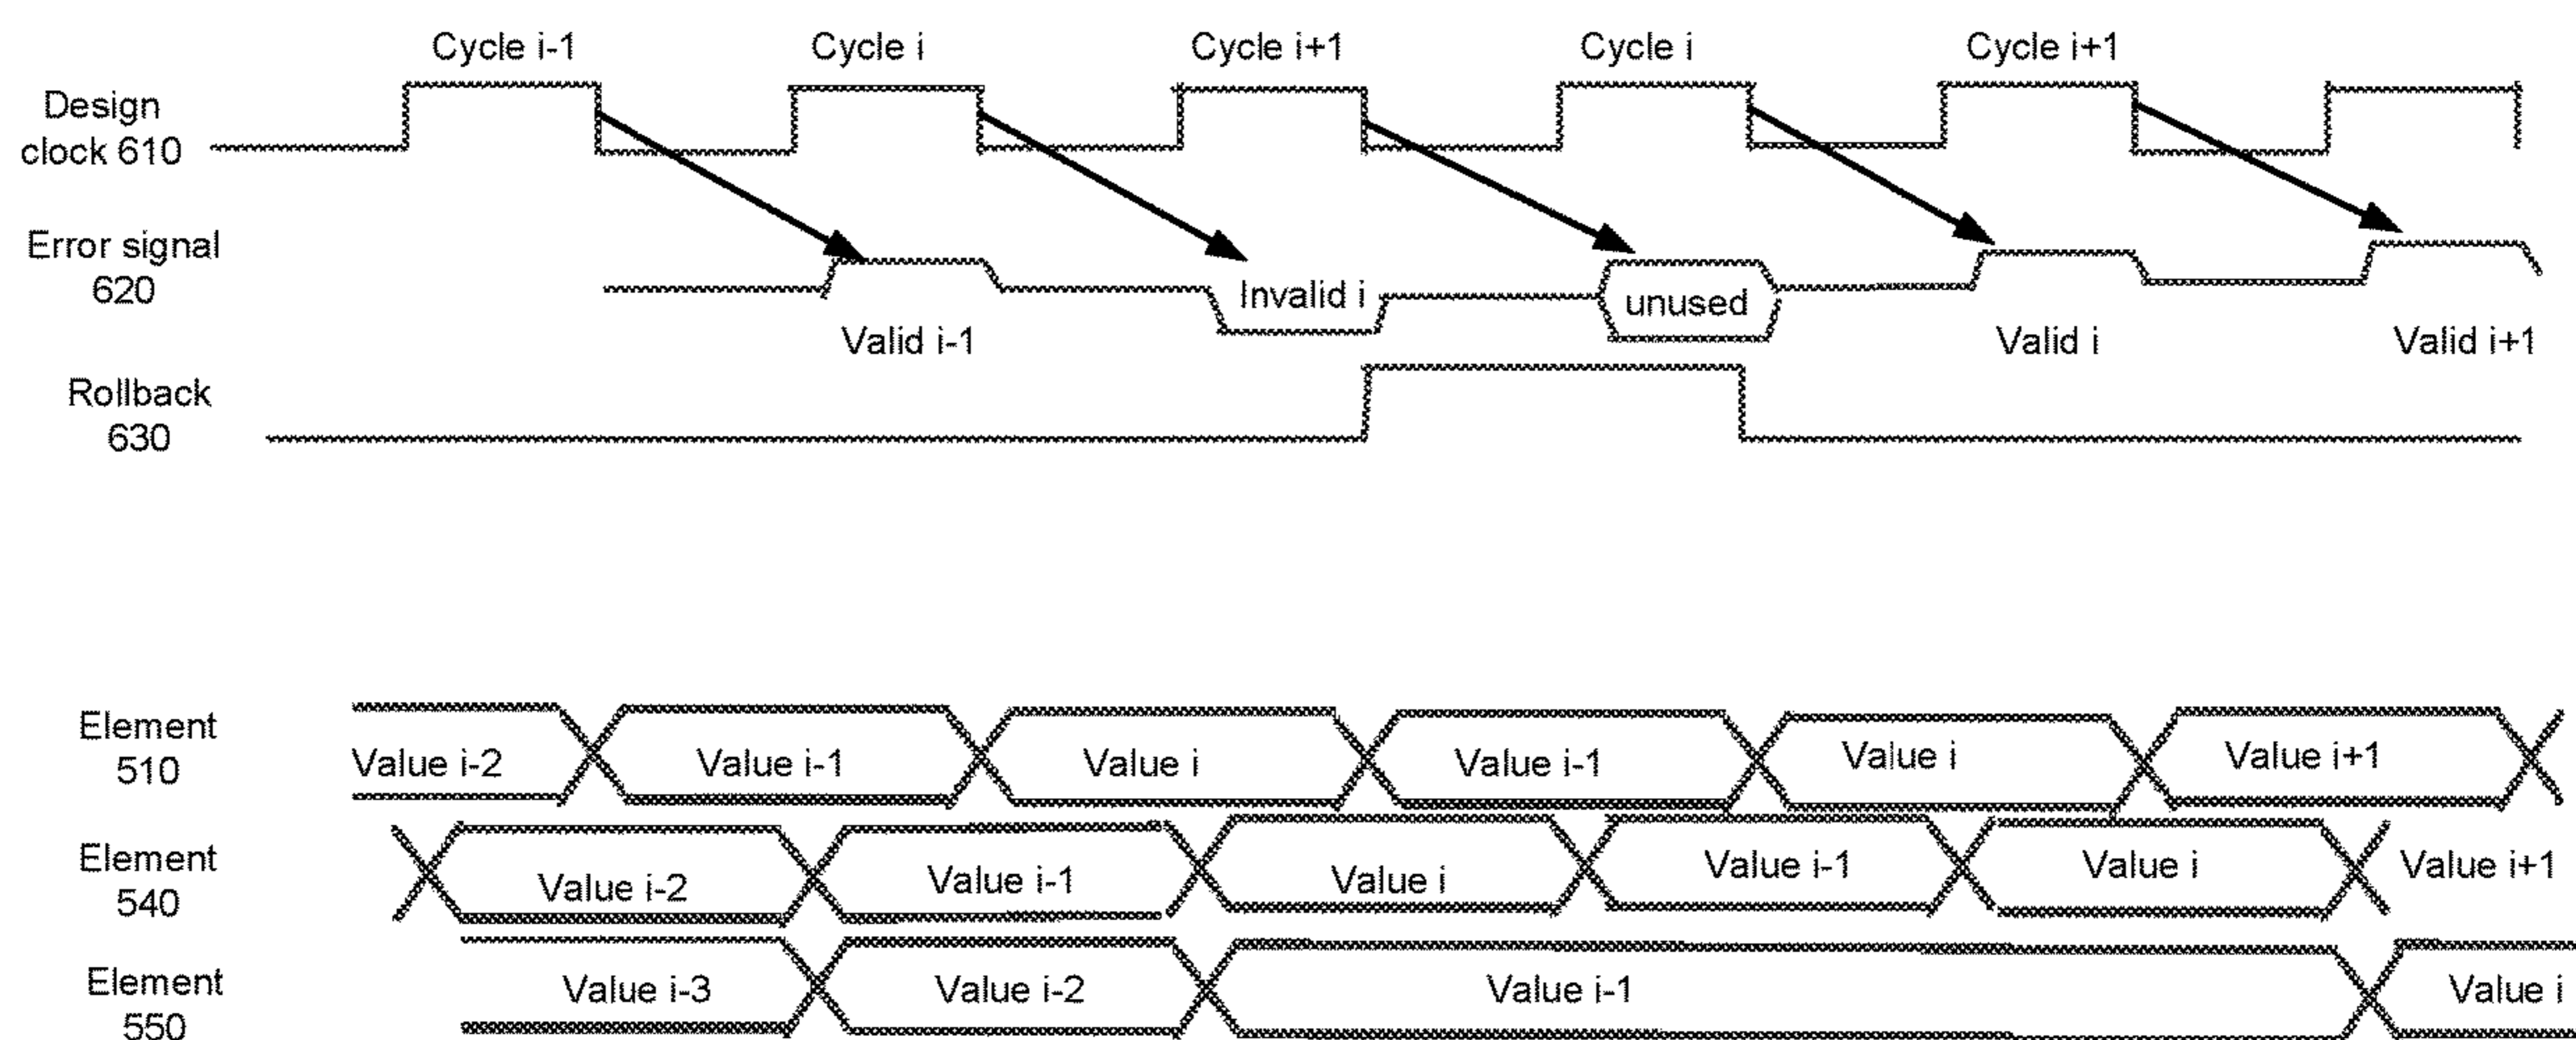 Cycle i-1
Cycle i
Cycle i+1
Cycle i
Cycle i+1
Design
clock 610
Error signal
620
Invalid i
unused
Valid i-1
Valid i
Valid i+1
Rollback
630
Element
510
Value i-2
Value i-1
Value i
Value i-1
Value i
Value i+1
Element
540
Value i-2
Value i-1
Value i
Value i-1
Value i
Value i+1
Element
550
Value i-3
Value i-2
Value i-1
Value i